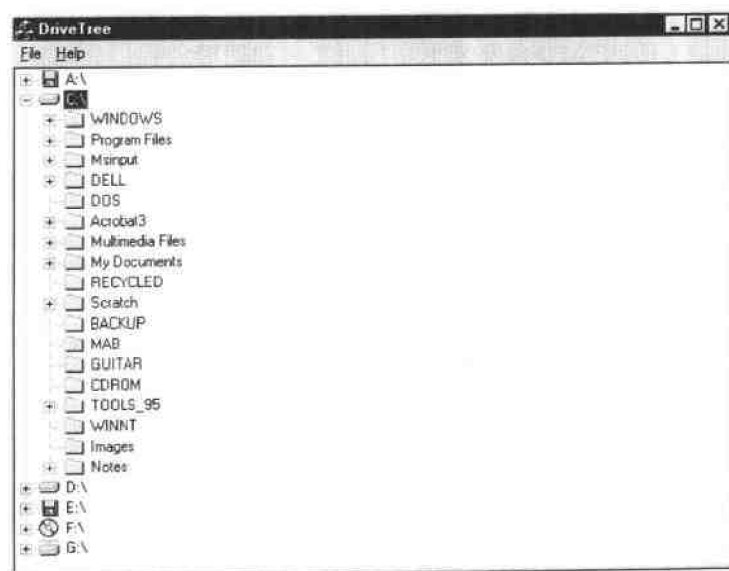 DriveTree
File Help
A:\
C:\
WINDOWS
Program Files
Msinput
DELL
DOS
Acrobat3
Multimedia Files
My Documents
RECYCLED
Scratch
BACKUP
MAB
GUITAR
CDROM
TOOLS_95
WINNT
Images
Notes
D:\
E:\
F:\
G:\